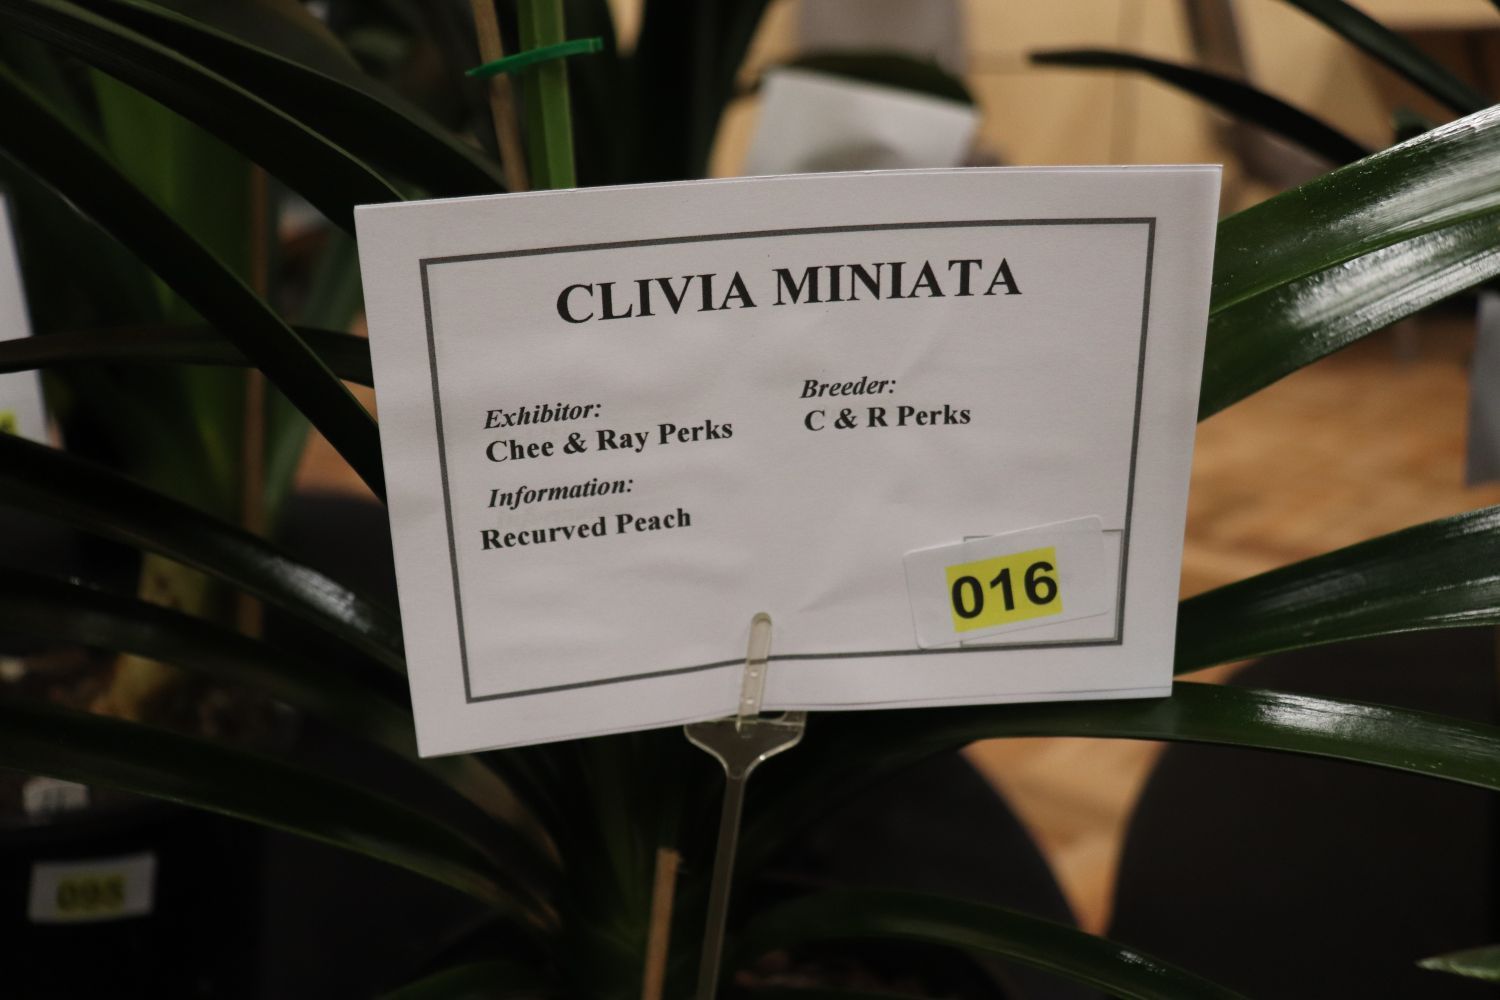 CLIVIA MINIATA
Exhibitor:
Chee & Ray Perks
Breeder:
C & R Perks
Information:
Recurved Peach
016